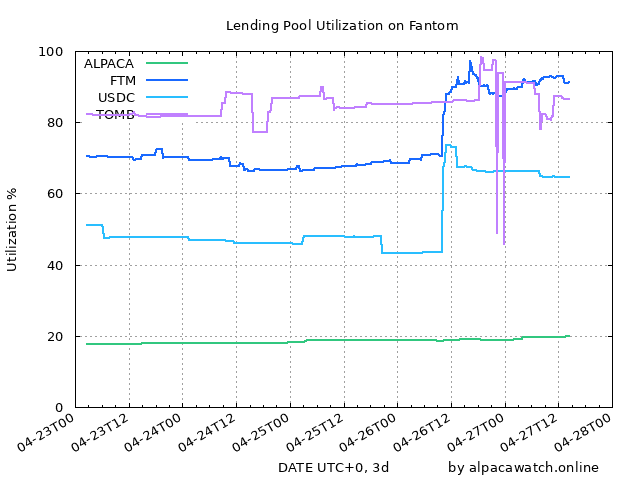 Lending Pool Utilization on Fantom
100
80
60
40
20
0
Utilization %
ALPACA
FTM
USDC
TOMB
04-23T00
04-23T12
04-24T00
04-24T12
04-25T00
04-25T12
04-26T00
04-26T12
04-27T00
04-27T12
04-28T00
DATE UTC+0, 3d
by alpacawatch.online